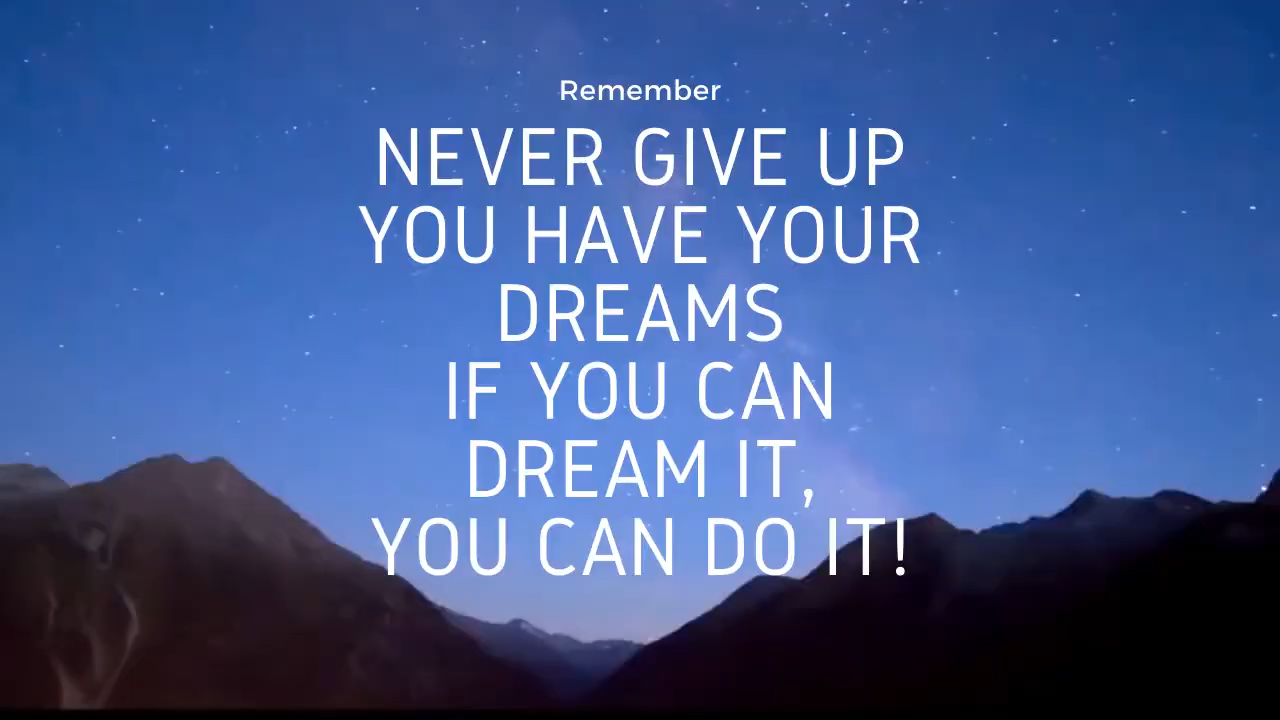 Remember
NEVER GIVE UP
YOU HAVE YOUR
DREAMS
IF YOU CAN
DREAM IT,
YOU CAN DO IT!